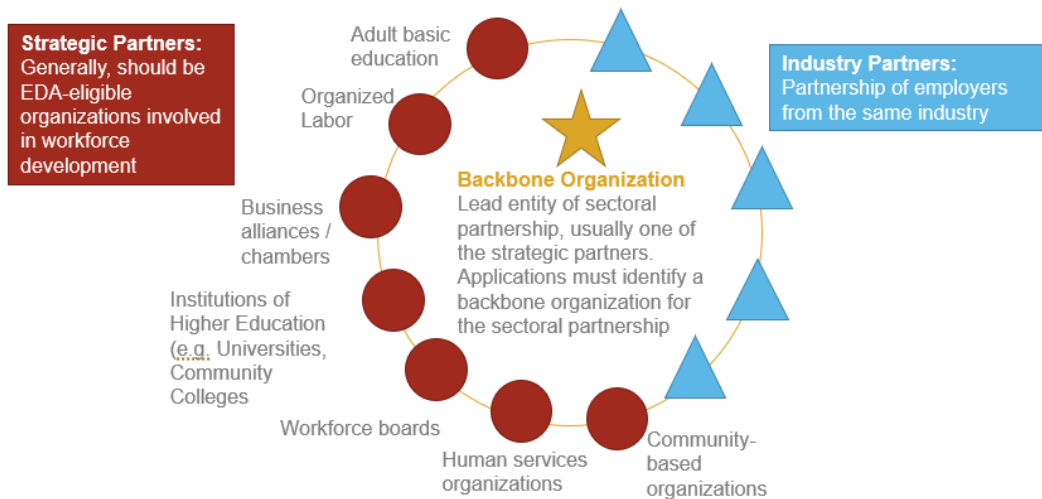 Strategic Partners:
Generally, should be
EDA-eligible
organizations involved
in workforce
development
Adult basic
education
Organized
Labor
Business
alliances /
chambers
Institutions of
Higher Education
(e.g. Universities,
Community
Colleges
Workforce boards
Human services
organizations
Community-
based
organizations
Backbone Organization
Lead entity of sectoral
partnership, usually one of
the strategic partners.
Applications must identify a
backbone organization for
the sectoral partnership
Industry Partners:
Partnership of employers
from the same industry